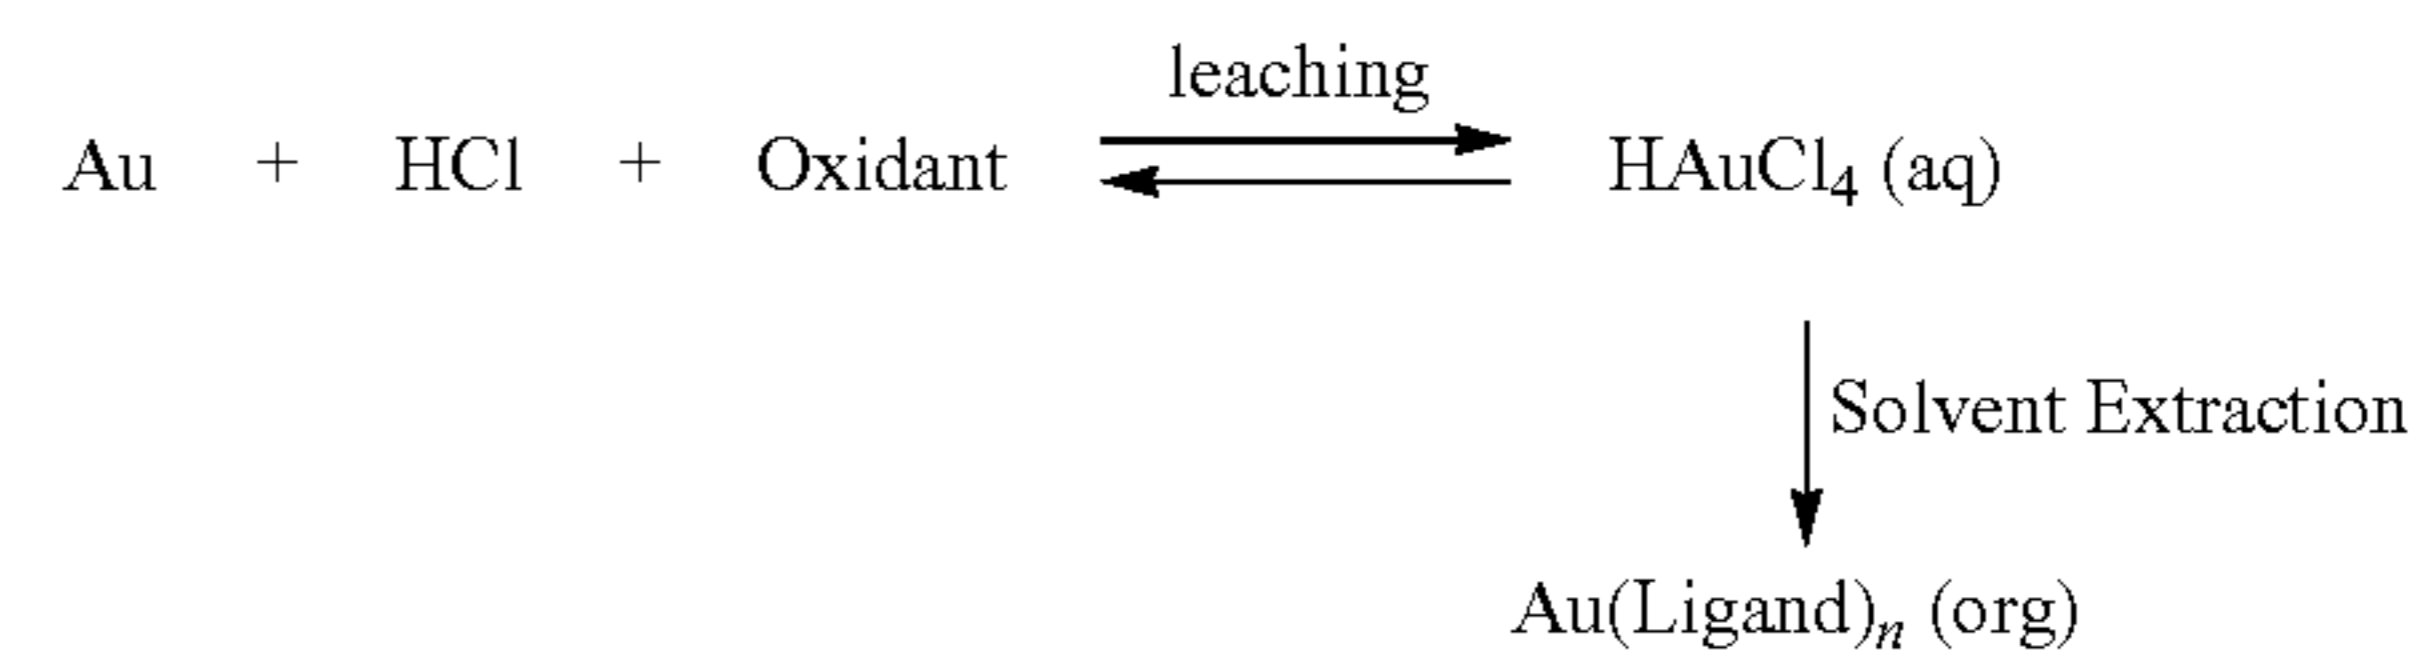 leaching
Au + HCl + Oxidant HAuCl4 (aq)
Solvent Extraction
Au(Ligand)n (org)